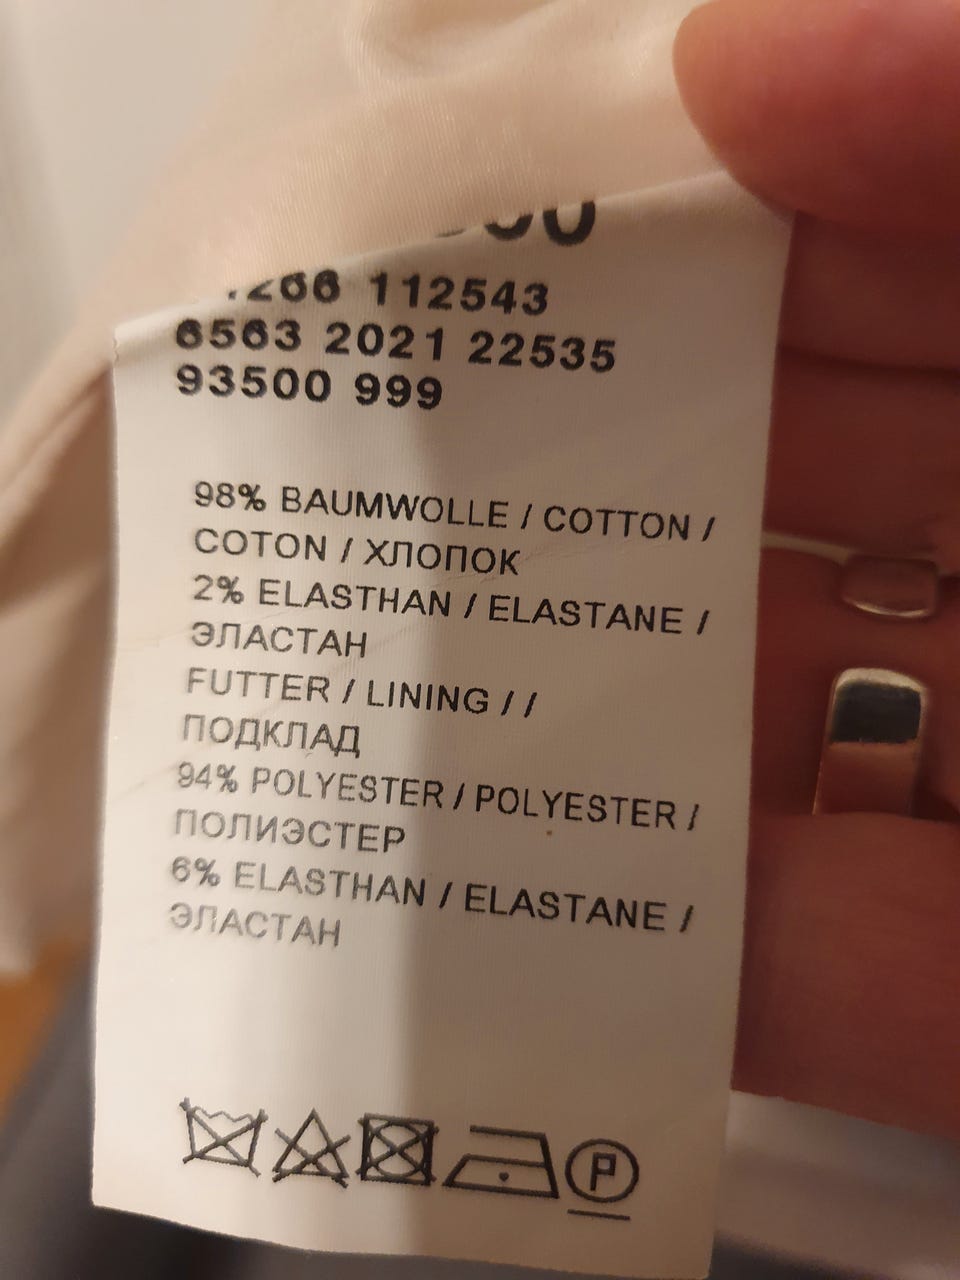 112543
6563 2021 22535
93500 999
98% BAUMWOLLE / COTTON /
COTON / ХЛОПОК
2% ELASTHAN / ELASTANE /
ЭЛАСТАН
FUTTER / LINING / /
ПОДКЛАД
94% POLYESTER / POLYESTER /
ПОЛИЭСТЕР
6% ELASTHAN / ELASTANE /
ЭЛАСТАН
P